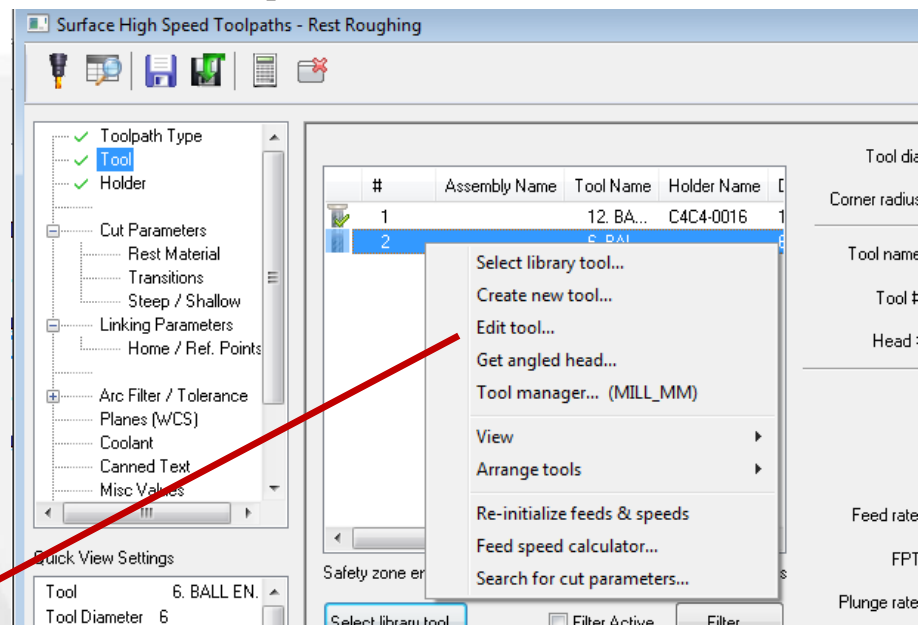 Surface High Speed Toolpaths - Rest Roughing
Toolpath Type
Tool
Holder
Cut Parameters
Rest Material
Transitions
Steep / Shallow
Linking Parameters
Home / Ref. Points
Arc Filter / Tolerance
Planes (WCS)
Coolant
Canned Text
Misc Values
Quick View Settings
Tool 6. BALL EN.
Tool Diameter 6
# Assembly Name Tool Name Holder Name
1 12. BA... C4C4-0016 1
2 6. BAL
Select library tool...
Create new tool...
Edit tool...
Get angled head...
Tool manager... (MILL_MM)
View
Arrange tools
Re-initialize feeds & speeds
Feed speed calculator...
Search for cut parameters...
Safety zone er
Select library tool...
Filter Active
Filter...
Tool dia
Corner radius
Tool name
Tool #
Head #
Feed rate
FPT
Plunge rate